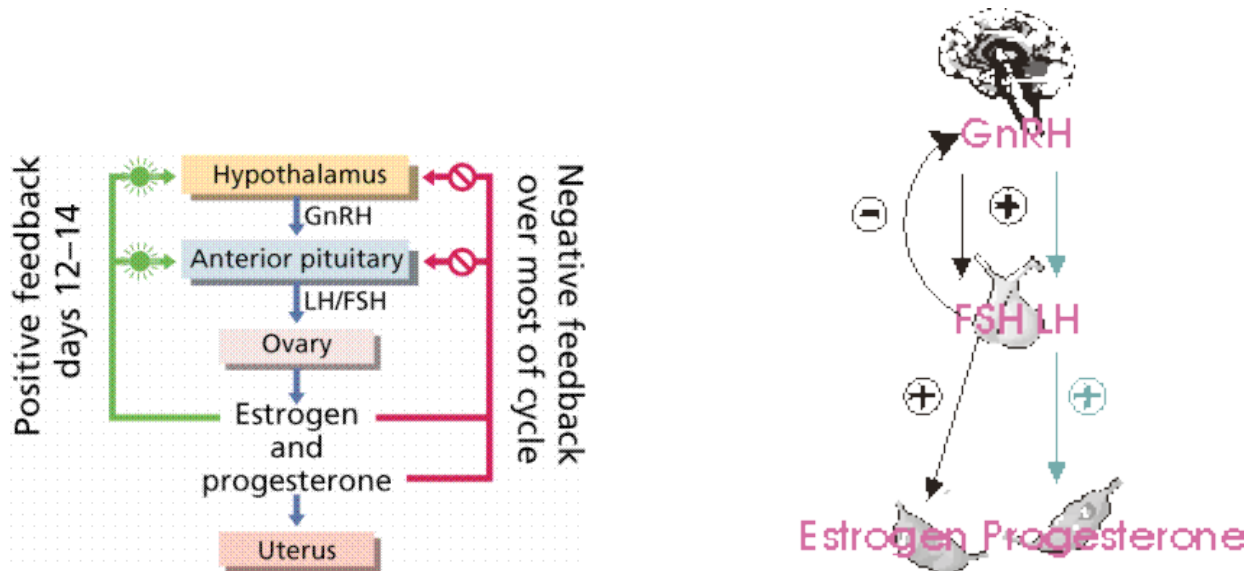 Positive feedback
days 12–14
Hypothalamus
GnRH
Anterior pituitary
LH/FSH
Ovary
Estrogen
and
progesterone
Uterus
Negative feedback
over most of cycle
GnRH
-
+
FSH LH
+
+
Estrogen Progesterone